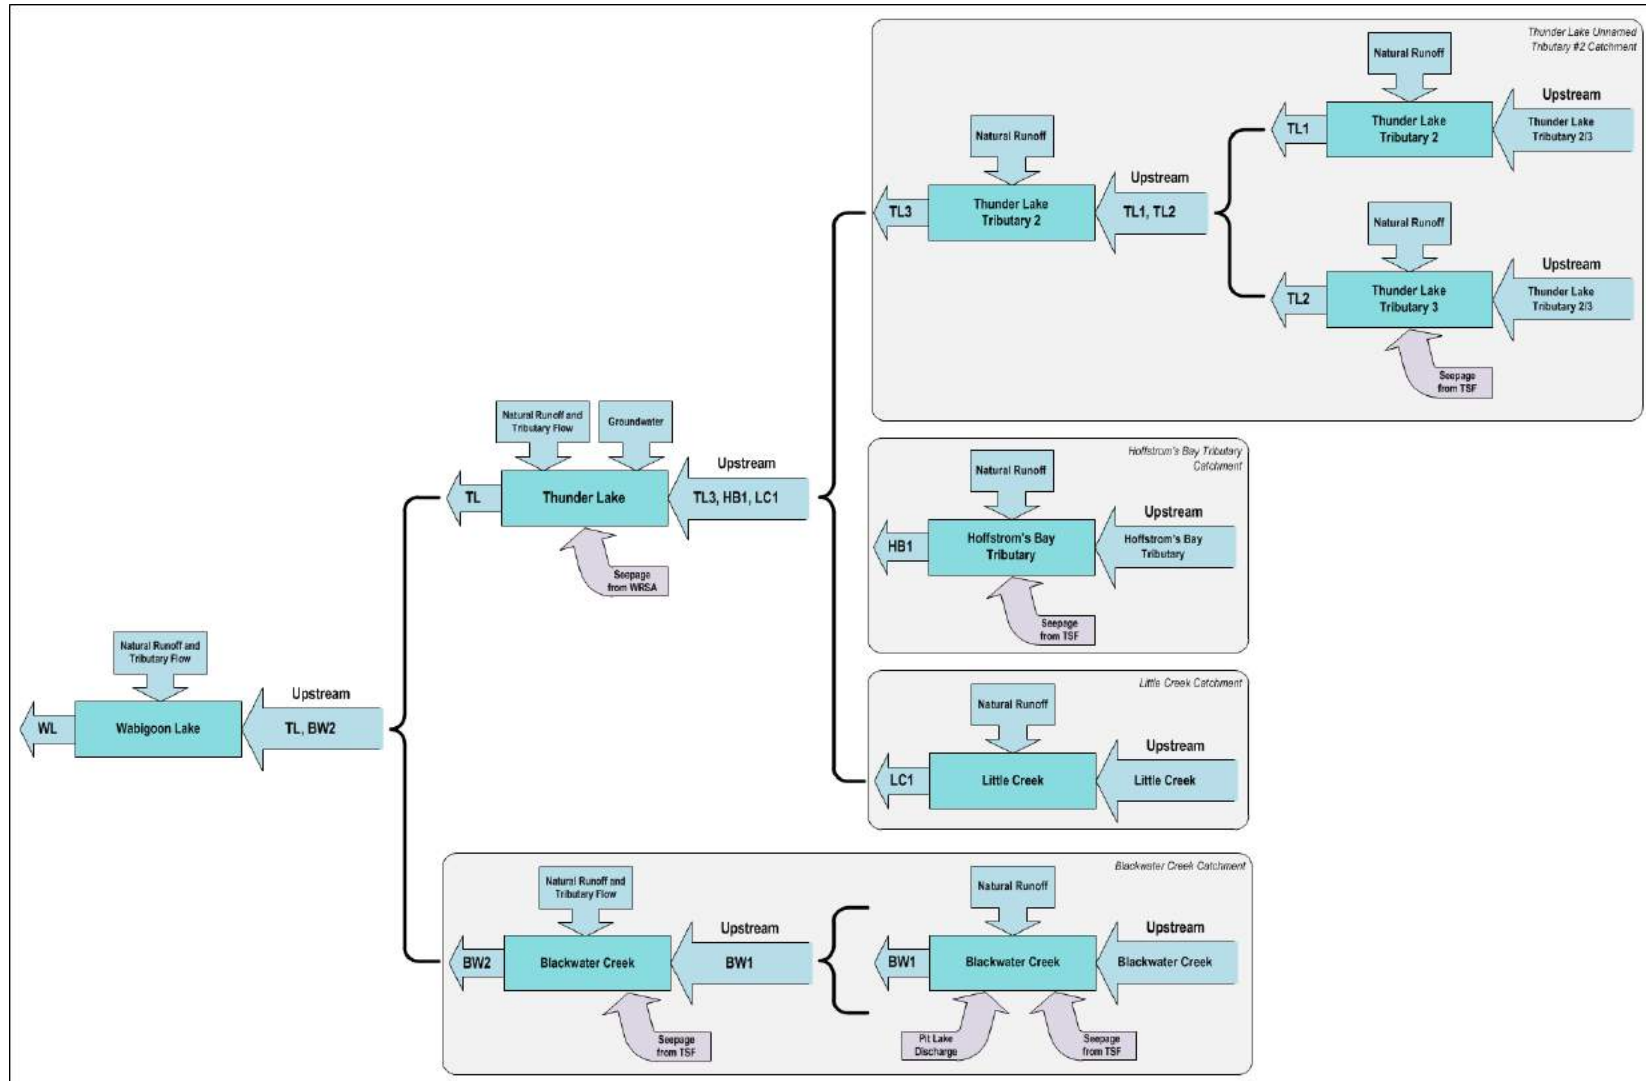 Thunder Lake Unnamed
Tributary #2 Catchment
Natural Runoff
Upstream
TL1
Thunder Lake
Tributary 2
Thunder Lake
Tributary 2/3
Natural Runoff
Upstream
TL3
Thunder Lake
Tributary 2
TL1, TL2
Natural Runoff
Upstream
TL2
Thunder Lake
Tributary 3
Thunder Lake
Tributary 2/3
Seepage
from TSF
Natural Runoff and
Tributary Flow
Groundwater
Upstream
TL
Thunder Lake
TL3, HB1, LC1
Seepage
from WRSA
Hoffstrom's Bay Tributary
Catchment
Natural Runoff
Upstream
HB1
Hoffstrom's Bay
Tributary
Hoffstrom's Bay
Tributary
Seepage
from TSF
Natural Runoff and
Tributary Flow
Upstream
WL
Wabigoon Lake
TL, BW2
Little Creek Catchment
Natural Runoff
Upstream
LC1
Little Creek
Little Creek
Blackwater Creek Catchment
Natural Runoff and
Tributary Flow
Upstream
BW2
Blackwater Creek
BW1
Seepage
from TSF
Natural Runoff
Upstream
BW1
Blackwater Creek
Blackwater Creek
Pit Lake
Discharge
Seepage
from TSF